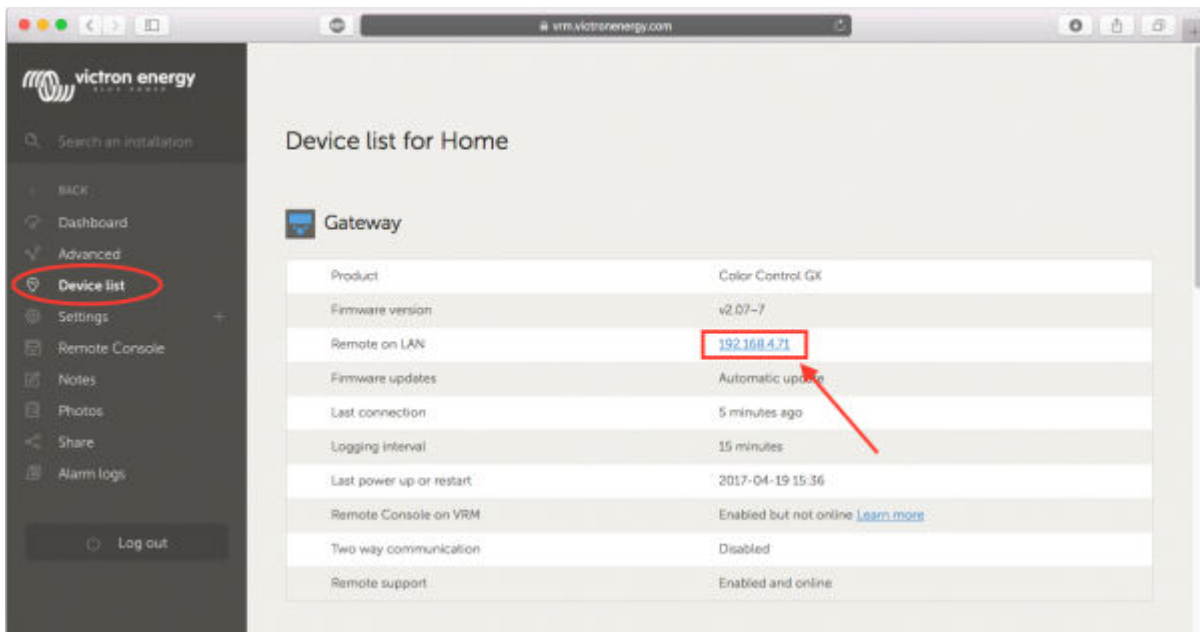 vrm.victronenergy.com
victron energy
BLUE POWER
Search an installation
BACK
Dashboard
Advanced
Device list
Settings
Remote Console
Notes
Photos
Share
Alarm logs
Log out
Device list for Home
Gateway
Product Color Control GX
Firmware version v2.07~7
Remote on LAN 192.168.4.71
Firmware updates Automatic update
Last connection 5 minutes ago
Logging interval 15 minutes
Last power up or restart 2017-04-19 15:36
Remote Console on VRM Enabled but not online Learn more
Two way communication Disabled
Remote support Enabled and online